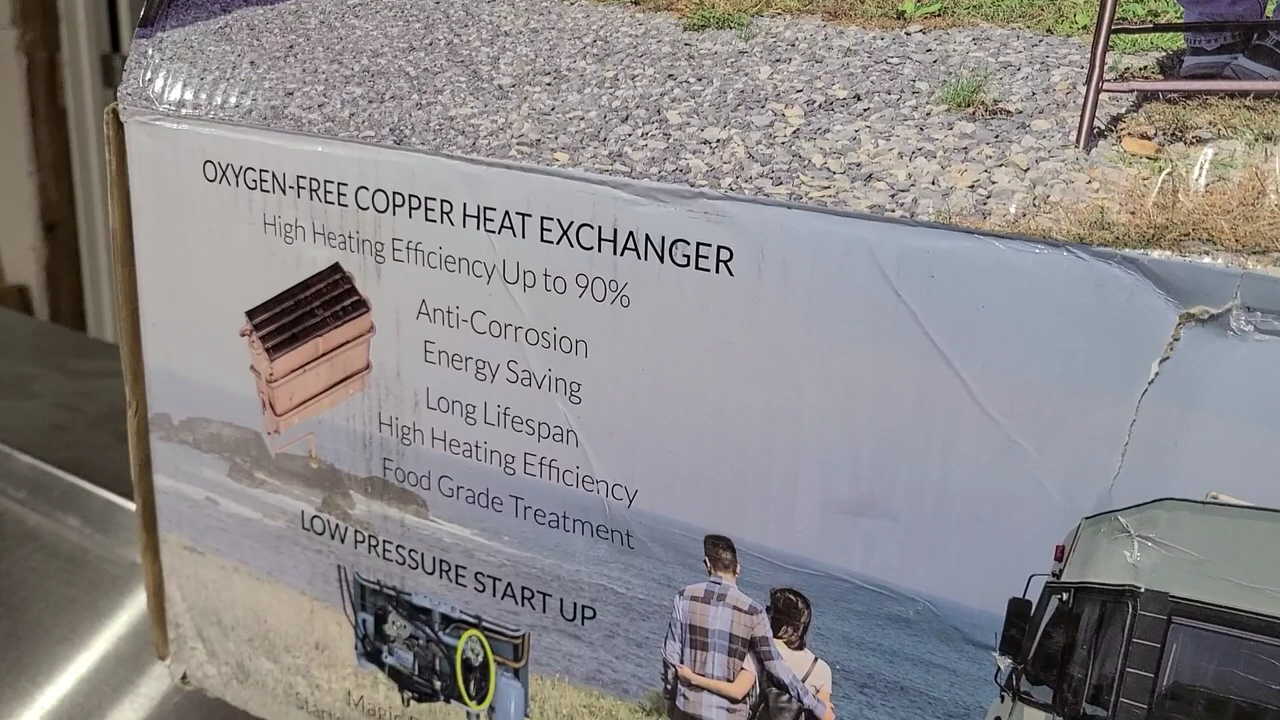 OXYGEN-FREE COPPER HEAT EXCHANGER
High Heating Efficiency Up to 90%
Anti-Corrosion
Energy Saving
Long Lifespan
High Heating Efficiency
Food Grade Treatment
LOW PRESSURE START UP
Magic